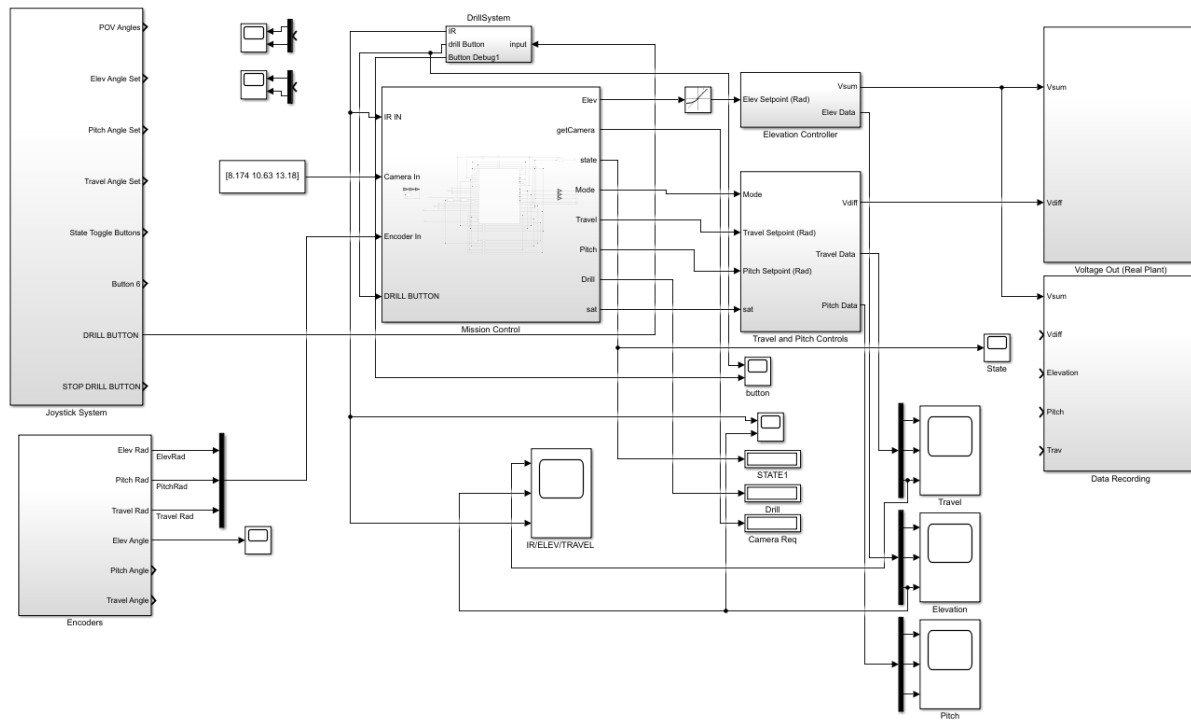 POV Angles
Elev Angle Set
Pitch Angle Set
Travel Angle Set
State Toggle Buttons
Button 6
DRILL BUTTON
STOP DRILL BUTTON
Joystick System
Elev Rad
ElevRad
Pitch Rad
PitchRad
Travel Rad
Travel Rad
Elev Angle
Pitch Angle
Travel Angle
Encoders
[8.174 10.63 13.18]
DrillSystem
IR
drill Button
input
Button Debug1
IR IN
Camera In
Encoder In
DRILL BUTTON
Elev
getCamera
state
Mode
Travel
Pitch
Drill
sat
Mission Control
Elev Setpoint (Rad)
Vsum
Elev Data
Elevation Controller
Mode
Travel Setpoint (Rad)
Pitch Setpoint (Rad)
sat
Vdiff
Travel Data
Pitch Data
Travel and Pitch Controls
button
STATE1
Drill
Camera Req
IR/ELEV/TRAVEL
State
Vsum
Vdiff
Voltage Out (Real Plant)
Vsum
Vdiff
Elevation
Pitch
Trav
Data Recording
Travel
Elevation
Pitch